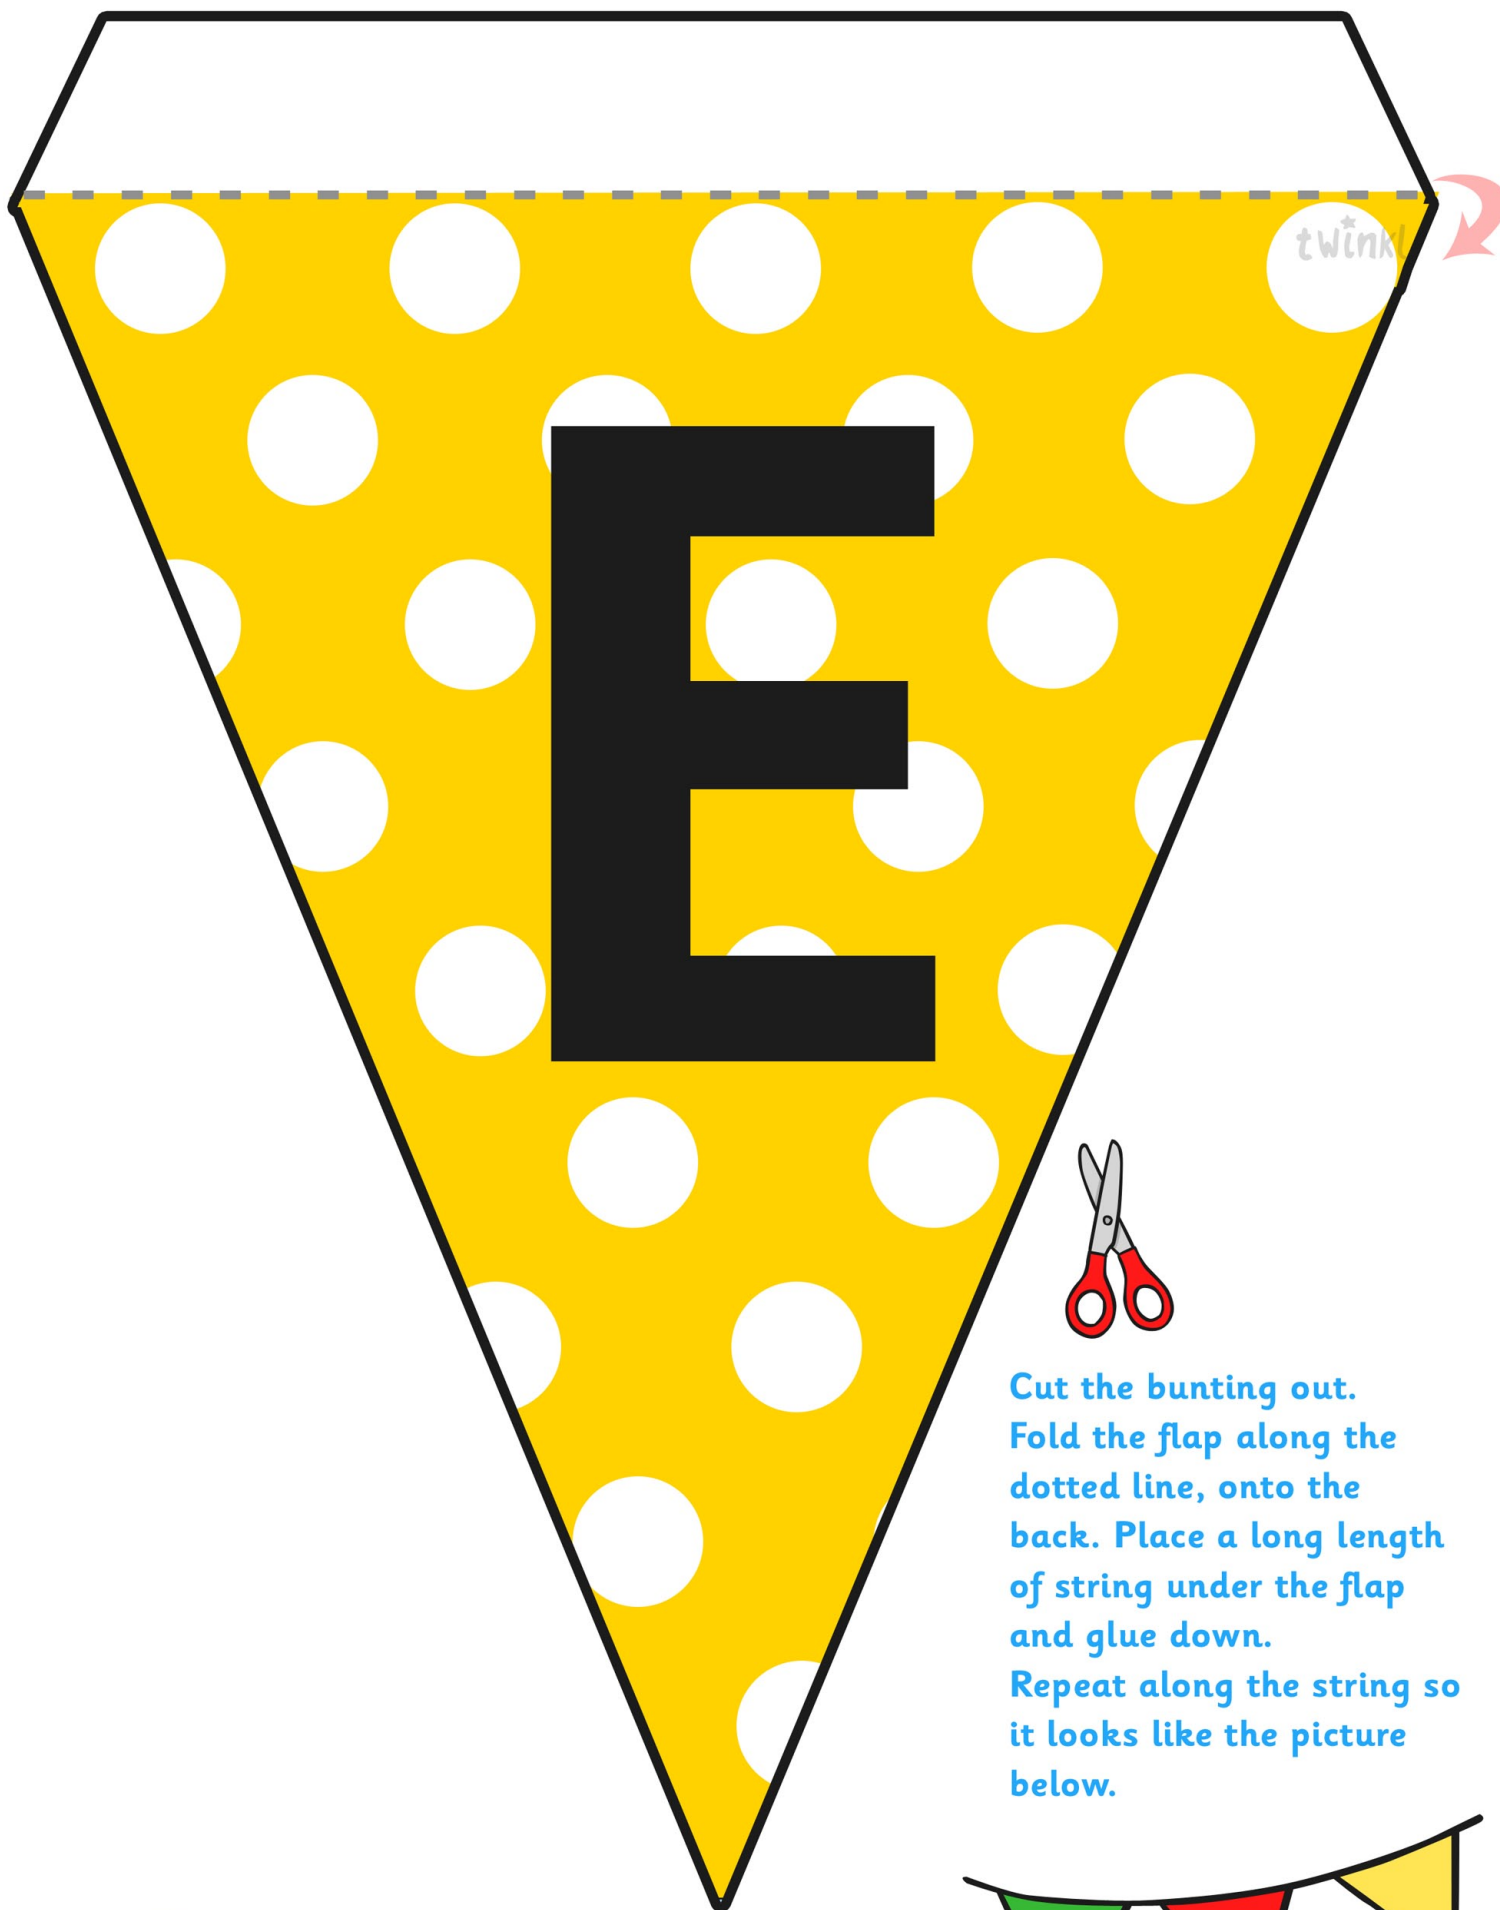 twinkl
E
Cut the bunting out.
Fold the flap along the
dotted line, onto the
back. Place a long length
of string under the flap
and glue down.
Repeat along the string so
it looks like the picture
below.